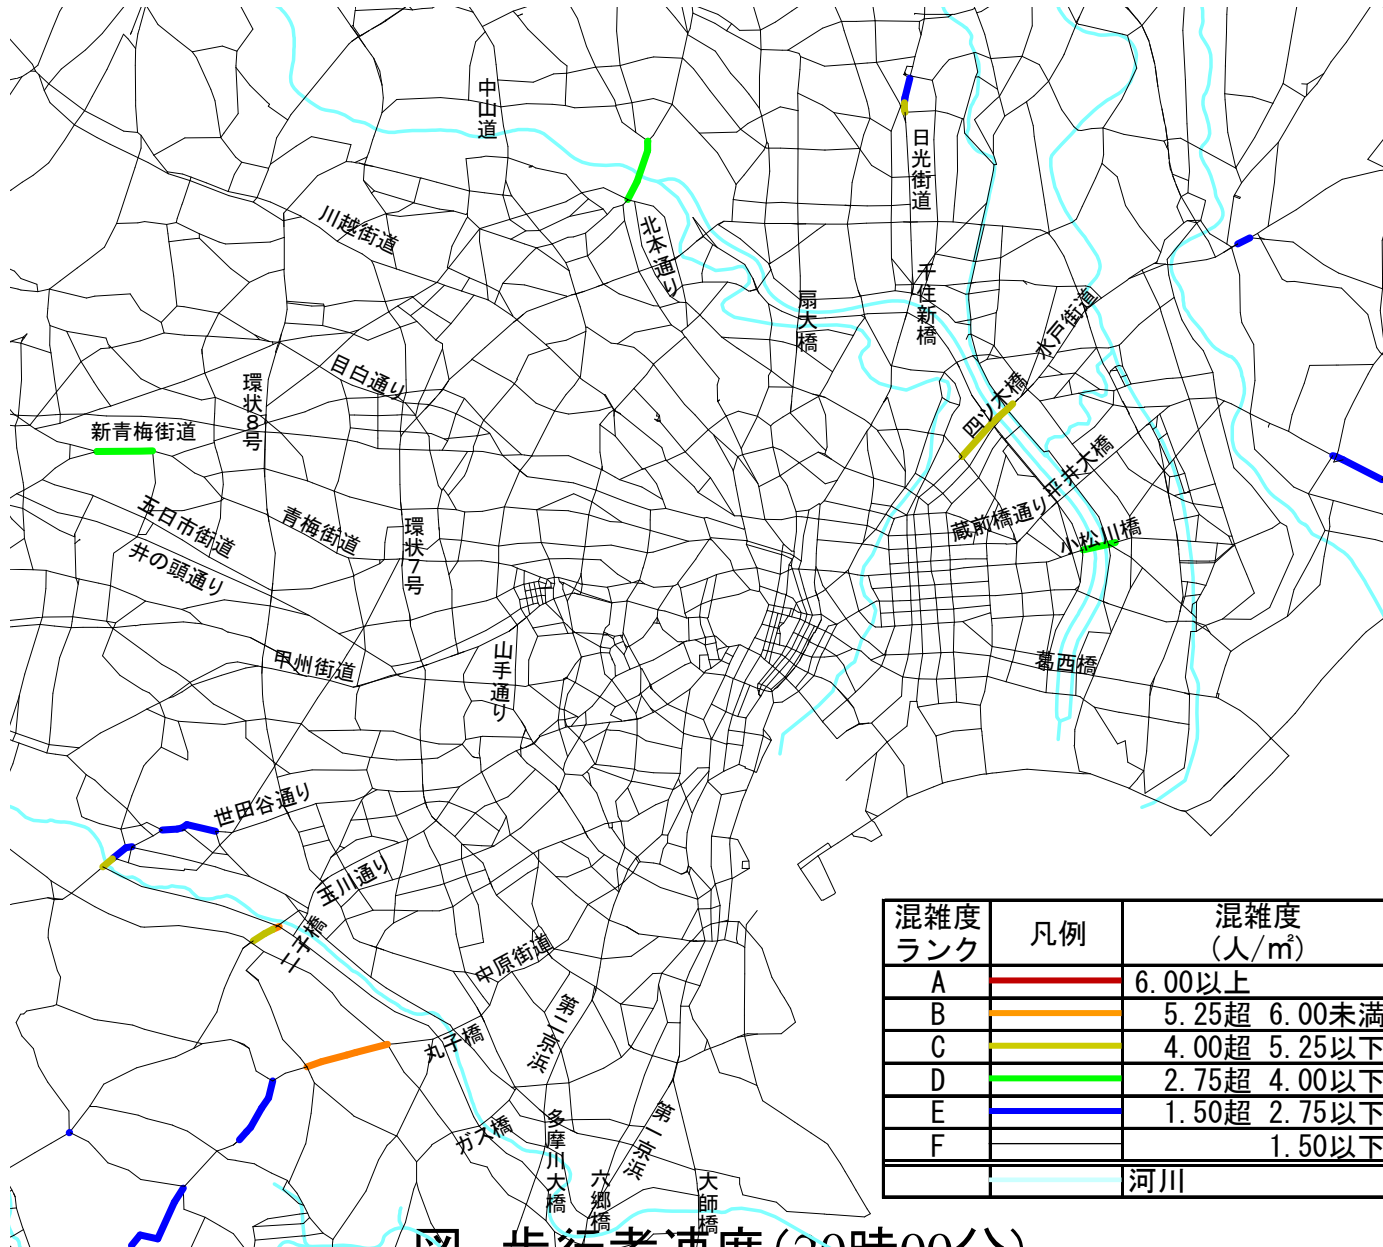 中山道
日光街道
川越街道
北本通り
千住新橋
扇大橋
水戸街道
目白通り
環状8号
四ツ木橋
新青梅街道
平井大橋
五日市街道
青梅街道
環状7号
蔵前橋通り
小松川橋
井の頭通り
甲州街道
山手通り
葛西橋
世田谷通り
玉川通り
二子橋
中原街道
第二京浜
丸子橋
ガス橋
多摩川大橋
第一京浜
六郷橋
大師橋
混雑度ランク 凡例 混雑度(人/㎡)
A 6.00以上
B 5.25超 6.00未満
C 4.00超 5.25以下
D 2.75超 4.00以下
E 1.50超 2.75以下
F 1.50以下
河川